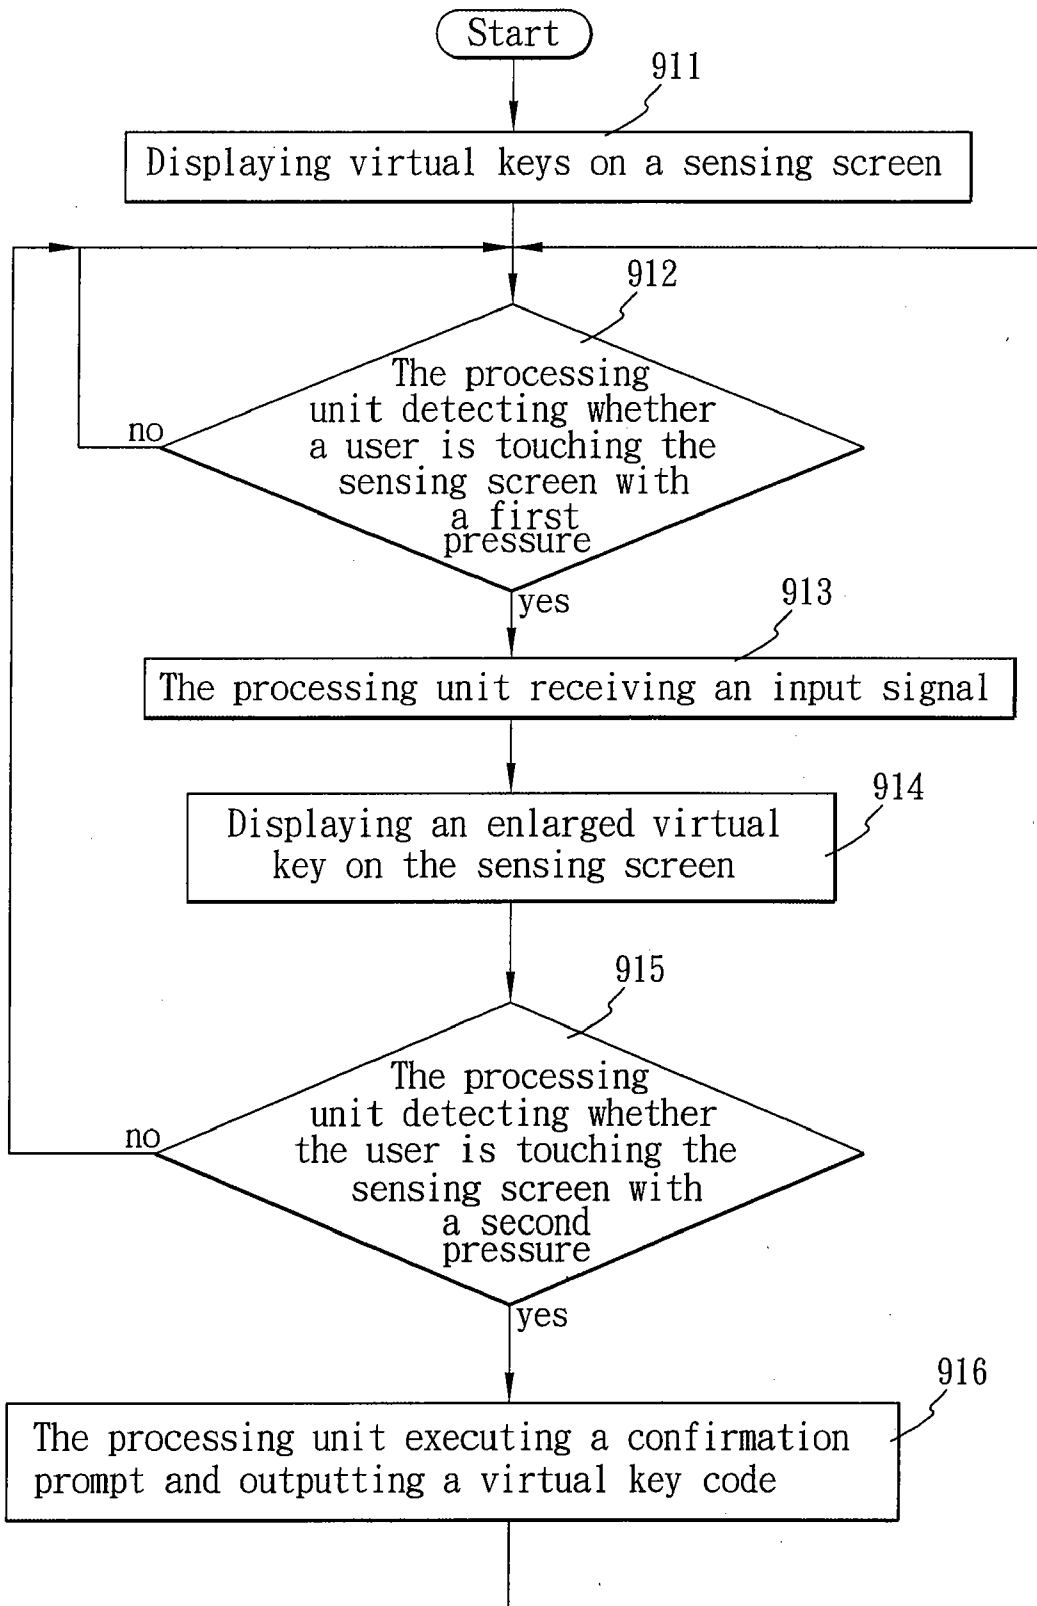 Start
911
Displaying virtual keys on a sensing screen
912
The processing
unit detecting whether
a user is touching the
sensing screen with
a first
pressure
no
yes
913
The processing unit receiving an input signal
914
Displaying an enlarged virtual
key on the sensing screen
915
The processing
unit detecting whether
the user is touching the
sensing screen with
a second
pressure
no
yes
916
The processing unit executing a confirmation
prompt and outputting a virtual key code